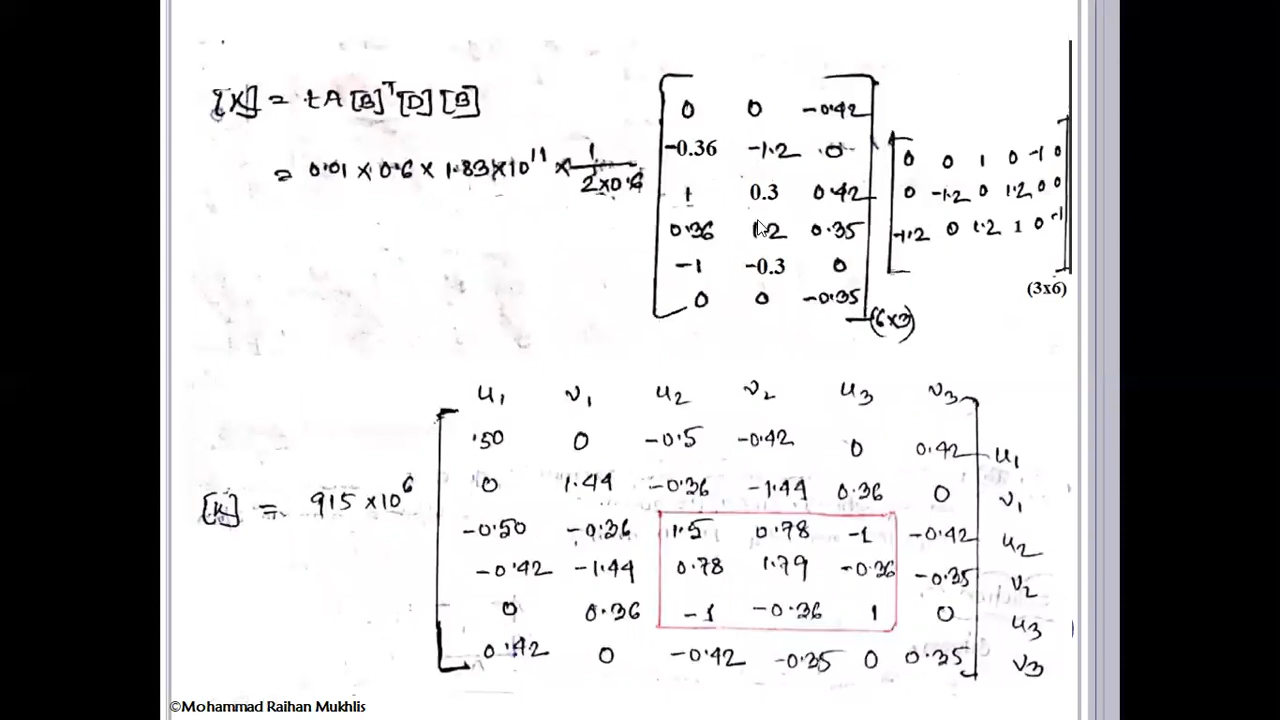 [K] = tA [B]ᵀ[D][B]
= 0.01 × 0.6 × 1.83×10¹¹ × 1/(2×0.6)
0 0 -0.42
-0.36 -1.2 0
1 0.3 0.42
0.36 1.2 0.35
-1 -0.3 0
0 0 -0.35
(6×3)
0 0 1 0 -1 0
0 -1.2 0 1.2 0 0
-1.2 0 1.2 1 0 -1
(3x6)
u₁ v₁ u₂ v₂ u₃ v₃
[K] = 915 ×10⁶
.50 0 -0.5 -0.42 0 0.42 u₁
0 1.44 -0.36 -1.44 0.36 0 v₁
-0.50 -0.36 1.5 0.78 -1 -0.42 u₂
-0.42 -1.44 0.78 1.79 -0.36 -0.35 v₂
0 0.36 -1 -0.36 1 0 u₃
0.42 0 -0.42 -0.35 0 0.35 v₃
©Mohammad Raihan Mukhlis